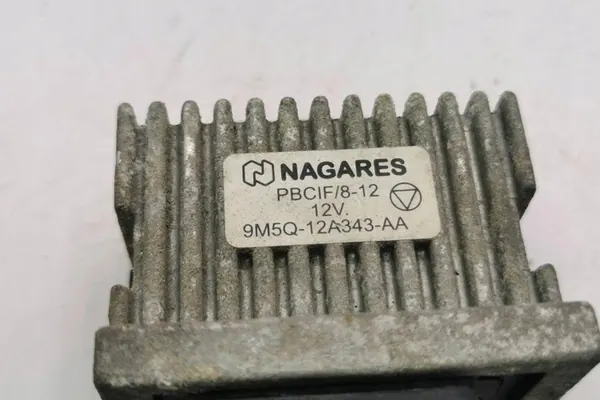 NAGARES
PBCIF/8-12
12V.
9M5Q-12A343-AA